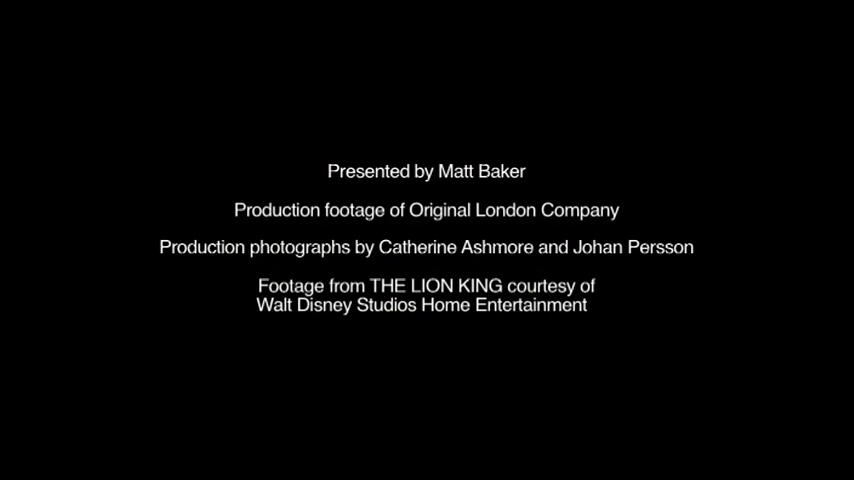 Presented by Matt Baker
Production footage of Original London Company
Production photographs by Catherine Ashmore and Johan Persson
Footage from THE LION KING courtesy of
Walt Disney Studios Home Entertainment